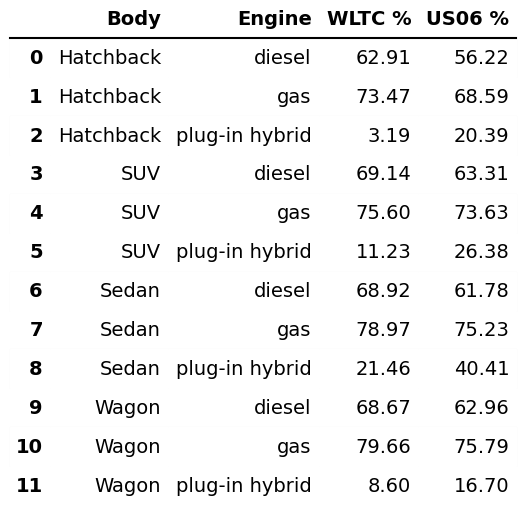 Body Engine WLTC % US06 %
0 Hatchback diesel 62.91 56.22
1 Hatchback gas 73.47 68.59
2 Hatchback plug-in hybrid 3.19 20.39
3 SUV diesel 69.14 63.31
4 SUV gas 75.60 73.63
5 SUV plug-in hybrid 11.23 26.38
6 Sedan diesel 68.92 61.78
7 Sedan gas 78.97 75.23
8 Sedan plug-in hybrid 21.46 40.41
9 Wagon diesel 68.67 62.96
10 Wagon gas 79.66 75.79
11 Wagon plug-in hybrid 8.60 16.70